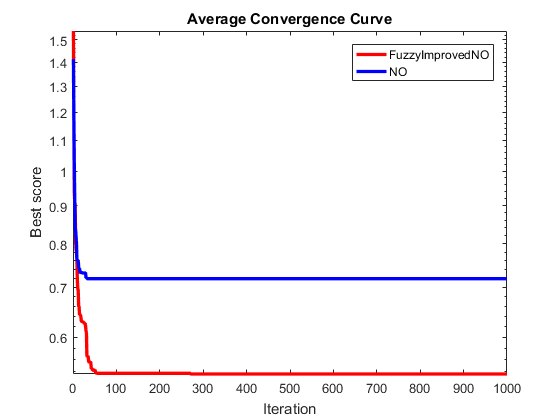 Average Convergence Curve
FuzzyImprovedNO
NO
Best score
1.5
1.4
1.3
1.2
1.1
1
0.9
0.8
0.7
0.6
0 100 200 300 400 500 600 700 800 900 1000
Iteration